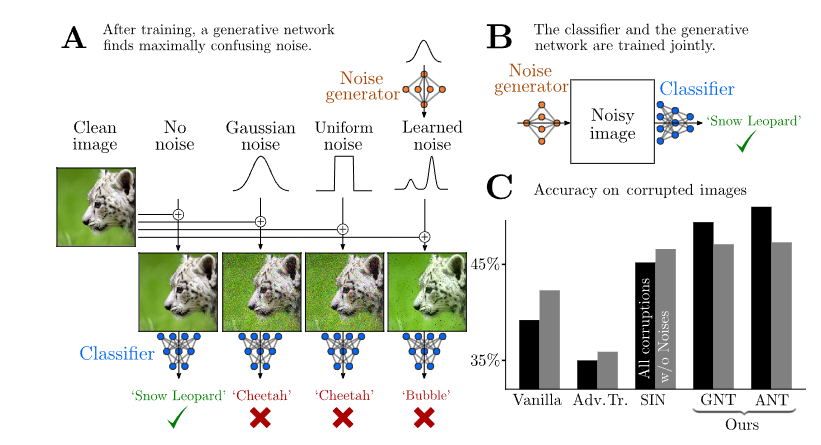 A
After training, a generative network
finds maximally confusing noise.
Noise
generator
Clean
image
No
noise
Gaussian
noise
Uniform
noise
Learned
noise
Classifier
‘Snow Leopard’
‘Cheetah’
‘Cheetah’
‘Bubble’
B
The classifier and the generative
network are trained jointly.
Noise
generator
Noisy
image
Classifier
‘Snow Leopard’
C
Accuracy on corrupted images
45%
35%
All corruptions
w/o Noises
Vanilla
Adv.Tr.
SIN
GNT
ANT
Ours